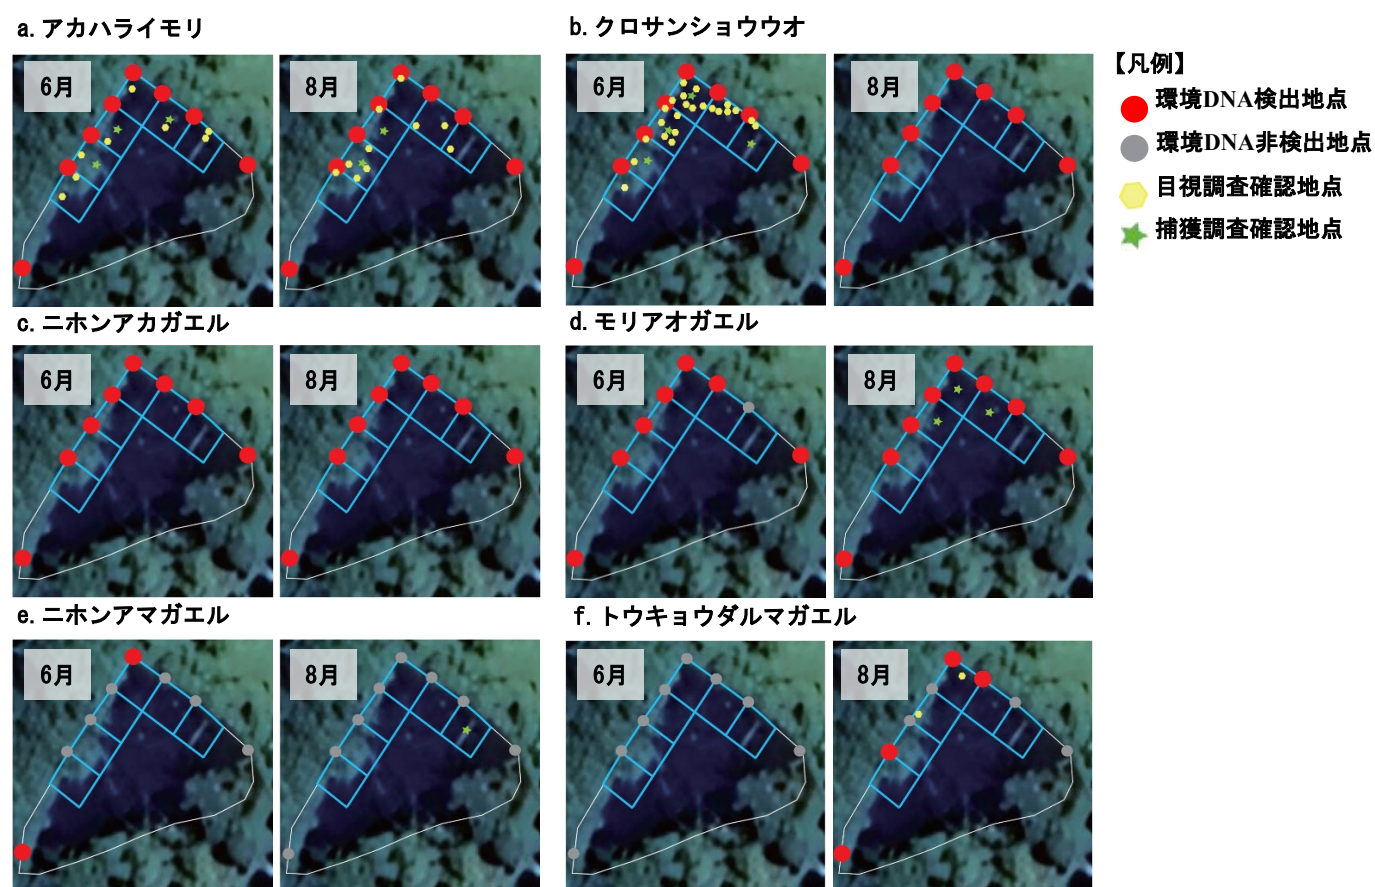 a. アカハライモリ
6月
8月
b. クロサンショウウオ
6月
8月
【凡例】
環境DNA検出地点
環境DNA非検出地点
目視調査確認地点
捕獲調査確認地点
c. ニホンアカガエル
6月
8月
d. モリアオガエル
6月
8月
e. ニホンアマガエル
6月
8月
f. トウキョウダルマガエル
6月
8月